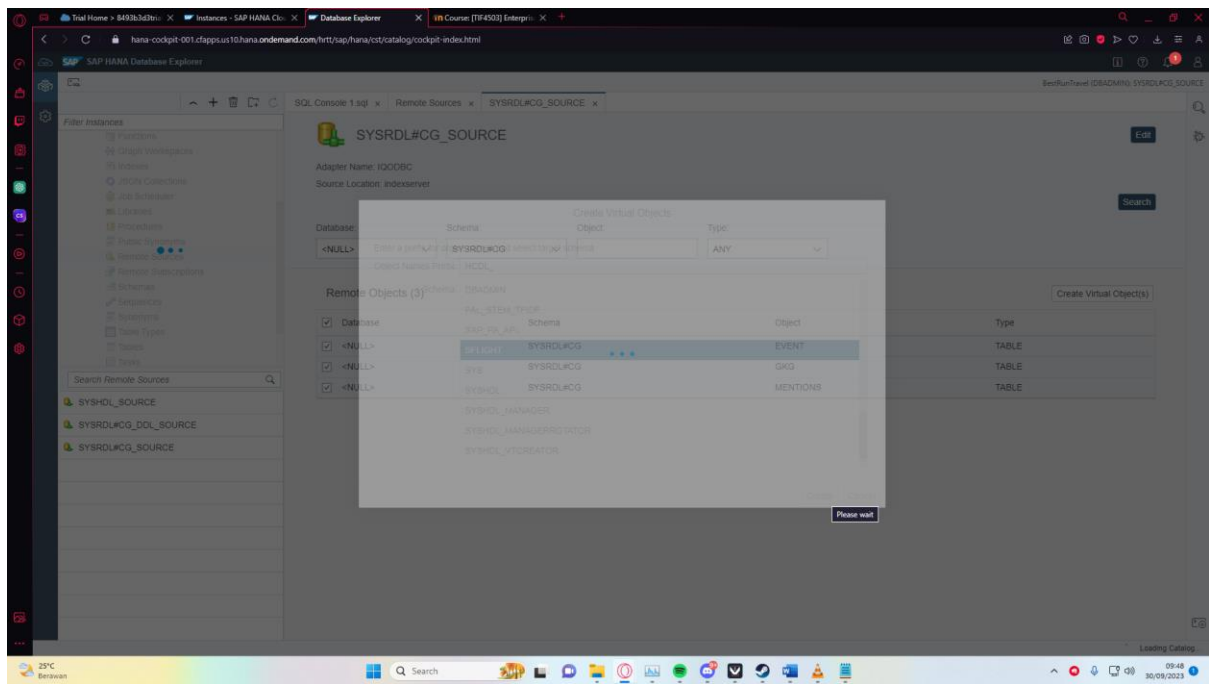 Trial Home > 8493b3d3tria
Instances - SAP HANA Clo
Database Explorer
Course: [TIF4503] Enterpris
hana-cockpit-001.cfapps.us10.hana.ondemand.com/hrtt/sap/hana/cst/catalog/cockpit-index.html
SAP HANA Database Explorer
BestRunTravel (DBADMIN): SYSRDL#CG_SOURCE
SQL Console 1.sql
Remote Sources
SYSRDL#CG_SOURCE
Filter Instances
Functions
Graph Workspaces
Indexes
JSON Collections
Job Scheduler
Libraries
Procedures
Public Synonyms
Remote Sources
Remote Subscriptions
Schemas
Sequences
Synonyms
Table Types
Tables
Search Remote Sources
SYSHDL_SOURCE
SYSRDL#CG_DDL_SOURCE
SYSRDL#CG_SOURCE
SYSRDL#CG_SOURCE
Edit
Adapter Name: IQODBC
Source Location: indexserver
Search
Create Virtual Objects
Database:
Schema:
Object:
Type:
<NULL>
SYSRDL#CG
ANY
Object Names Prefix: HCDL_
Schema: DBADMIN
SFLIGHT
SYS
SYSHDL
SYSHDL_MANAGER
Remote Objects (3)
Create Virtual Object(s)
Database Schema Object Type
<NULL> SYSRDL#CG EVENT TABLE
<NULL> SYSRDL#CG GKG TABLE
<NULL> SYSRDL#CG MENTIONS TABLE
Please wait
Loading Catalog...
25°C
Berawan
Search
09:48
30/09/2023